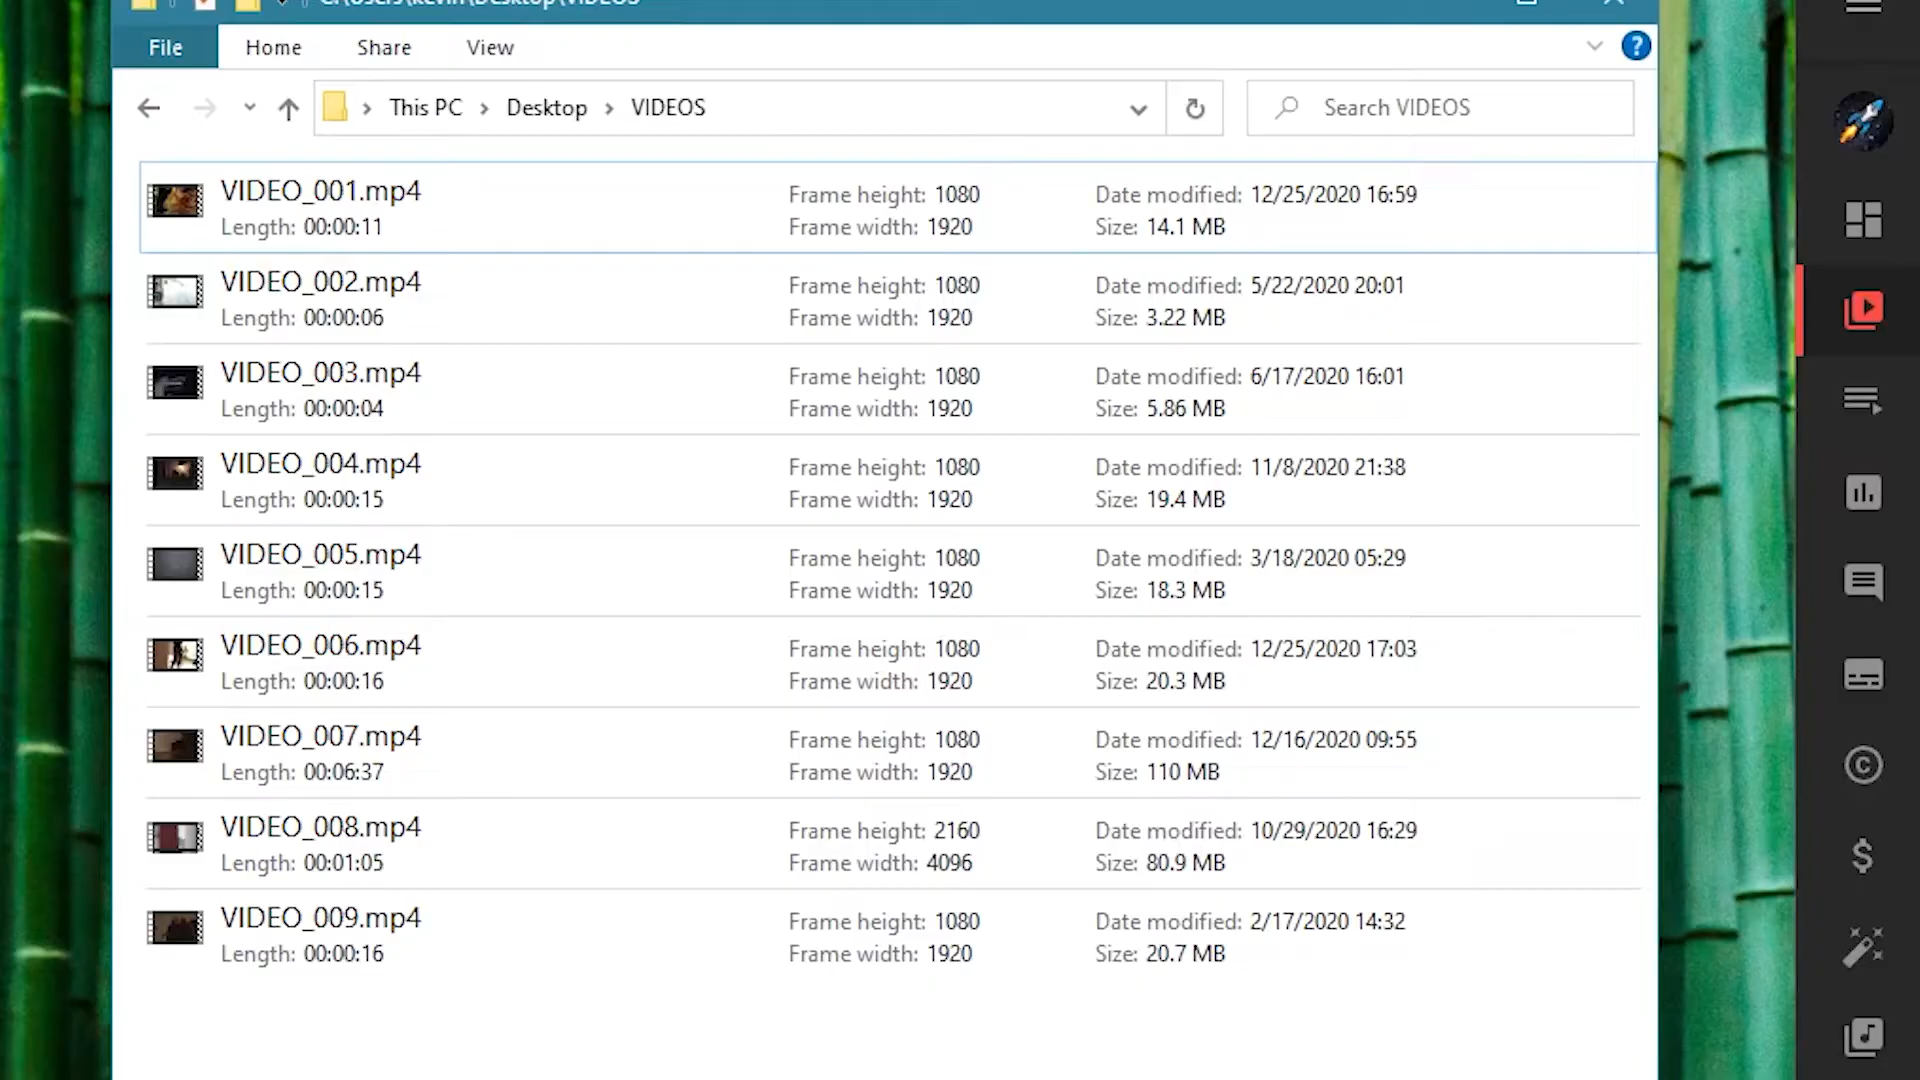 C:\Users\kevin\Desktop\VIDEOS
File Home Share View
This PC > Desktop > VIDEOS
Search VIDEOS
VIDEO_001.mp4 Frame height: 1080 Date modified: 12/25/2020 16:59
Length: 00:00:11 Frame width: 1920 Size: 14.1 MB
VIDEO_002.mp4 Frame height: 1080 Date modified: 5/22/2020 20:01
Length: 00:00:06 Frame width: 1920 Size: 3.22 MB
VIDEO_003.mp4 Frame height: 1080 Date modified: 6/17/2020 16:01
Length: 00:00:04 Frame width: 1920 Size: 5.86 MB
VIDEO_004.mp4 Frame height: 1080 Date modified: 11/8/2020 21:38
Length: 00:00:15 Frame width: 1920 Size: 19.4 MB
VIDEO_005.mp4 Frame height: 1080 Date modified: 3/18/2020 05:29
Length: 00:00:15 Frame width: 1920 Size: 18.3 MB
VIDEO_006.mp4 Frame height: 1080 Date modified: 12/25/2020 17:03
Length: 00:00:16 Frame width: 1920 Size: 20.3 MB
VIDEO_007.mp4 Frame height: 1080 Date modified: 12/16/2020 09:55
Length: 00:06:37 Frame width: 1920 Size: 110 MB
VIDEO_008.mp4 Frame height: 2160 Date modified: 10/29/2020 16:29
Length: 00:01:05 Frame width: 4096 Size: 80.9 MB
VIDEO_009.mp4 Frame height: 1080 Date modified: 2/17/2020 14:32
Length: 00:00:16 Frame width: 1920 Size: 20.7 MB